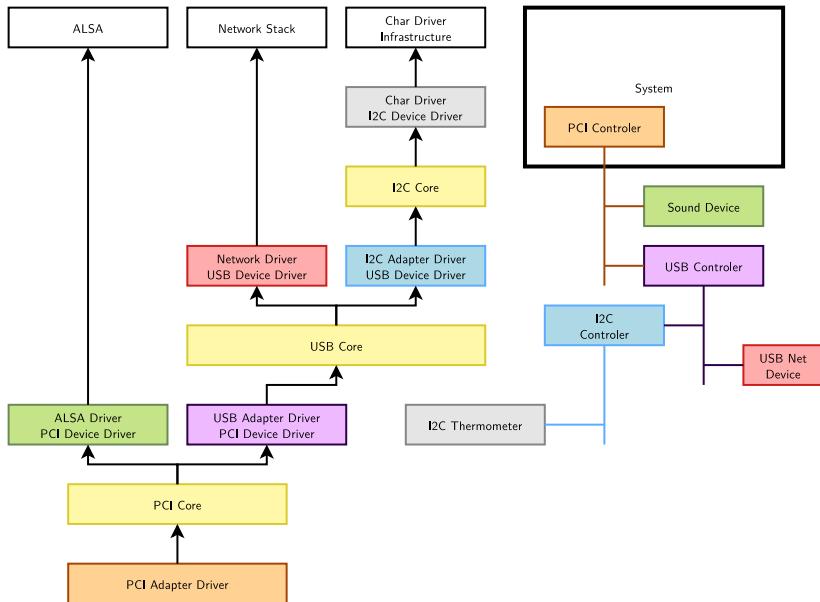 ALSA
Network Stack
Char Driver
Infrastructure
Char Driver
I2C Device Driver
I2C Core
Network Driver
USB Device Driver
I2C Adapter Driver
USB Device Driver
USB Core
ALSA Driver
PCI Device Driver
USB Adapter Driver
PCI Device Driver
PCI Core
PCI Adapter Driver
System
PCI Controler
Sound Device
USB Controler
I2C
Controler
USB Net
Device
I2C Thermometer